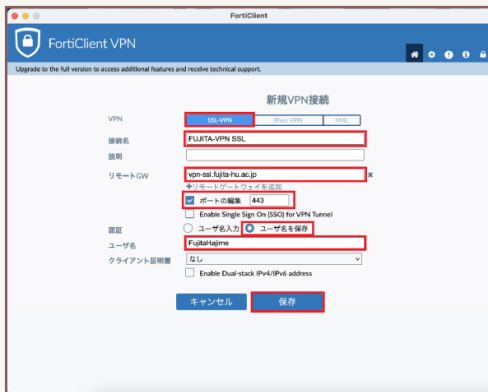 FortiClient
FortiClient VPN
Upgrade to the full version to access additional features and receive technical support.
新規VPN接続
VPN SSL-VPN IPsec VPN XML
接続名 FUJITA-VPN SSL
説明
リモートGW vpn-ssl.fujita-hu.ac.jp
+リモートゲートウェイを追加
ポートの編集 443
Enable Single Sign On (SSO) for VPN Tunnel
認証 ユーザ名入力 ユーザ名を保存
ユーザ名 FujitaHajime
クライアント証明書 なし
Enable Dual-stack IPv4/IPv6 address
キャンセル 保存